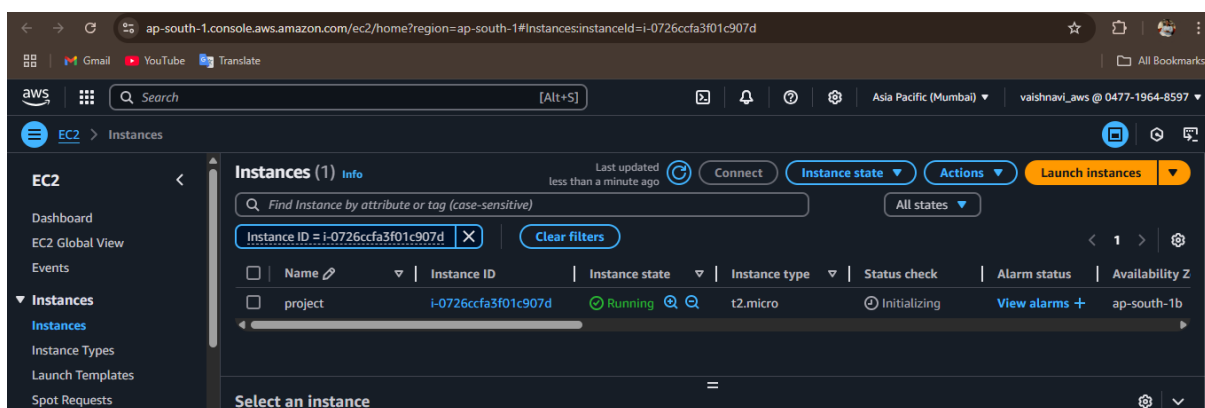 ap-south-1.console.aws.amazon.com/ec2/home?region=ap-south-1#Instances:instanceId=i-0726ccfa3f01c907d
Gmail YouTube Translate All Bookmarks
aws Search [Alt+S] Asia Pacific (Mumbai) vaishnavi_aws @ 0477-1964-8597
EC2 > Instances
EC2
Dashboard
EC2 Global View
Events
Instances
Instances
Instance Types
Launch Templates
Spot Requests
Instances (1) Info Last updated less than a minute ago Connect Instance state Actions Launch instances
Find Instance by attribute or tag (case-sensitive) All states
Instance ID = i-0726ccfa3f01c907d Clear filters 1
Name Instance ID Instance state Instance type Status check Alarm status Availability Z
project i-0726ccfa3f01c907d Running t2.micro Initializing View alarms + ap-south-1b
Select an instance